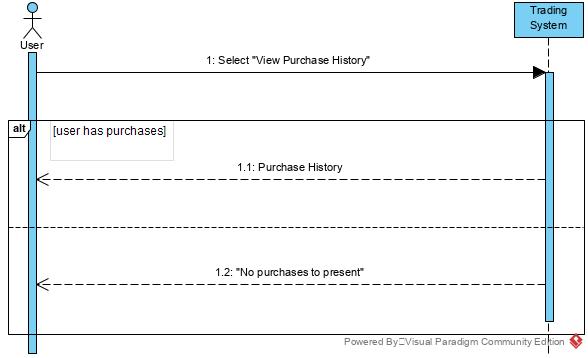 Trading
System
User
1: Select "View Purchase History"
alt
[user has purchases]
1.1: Purchase History
1.2: "No purchases to present"
Powered By Visual Paradigm Community Edition